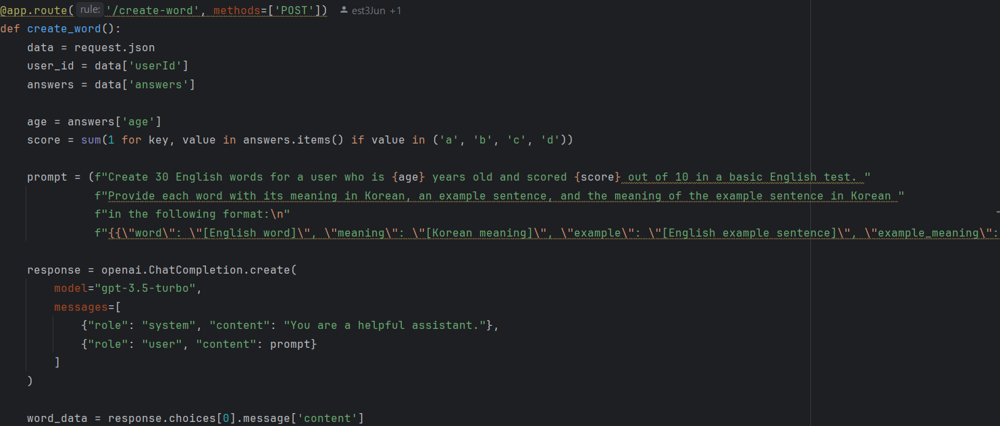 @app.route( rule: '/create-word', methods=['POST']) est3Jun +1
def create_word():
    data = request.json
    user_id = data['userId']
    answers = data['answers']

    age = answers['age']
    score = sum(1 for key, value in answers.items() if value in ('a', 'b', 'c', 'd'))

    prompt = (f"Create 30 English words for a user who is {age} years old and scored {score} out of 10 in a basic English test. "
              f"Provide each word with its meaning in Korean, an example sentence, and the meaning of the example sentence in Korean "
              f"in the following format:\n"
              f"{{\"word\": \"[English word]\", \"meaning\": \"[Korean meaning]\", \"example\": \"[English example sentence]\", \"example_meaning\":

    response = openai.ChatCompletion.create(
        model="gpt-3.5-turbo",
        messages=[
            {"role": "system", "content": "You are a helpful assistant."},
            {"role": "user", "content": prompt}
        ]
    )

    word_data = response.choices[0].message['content']